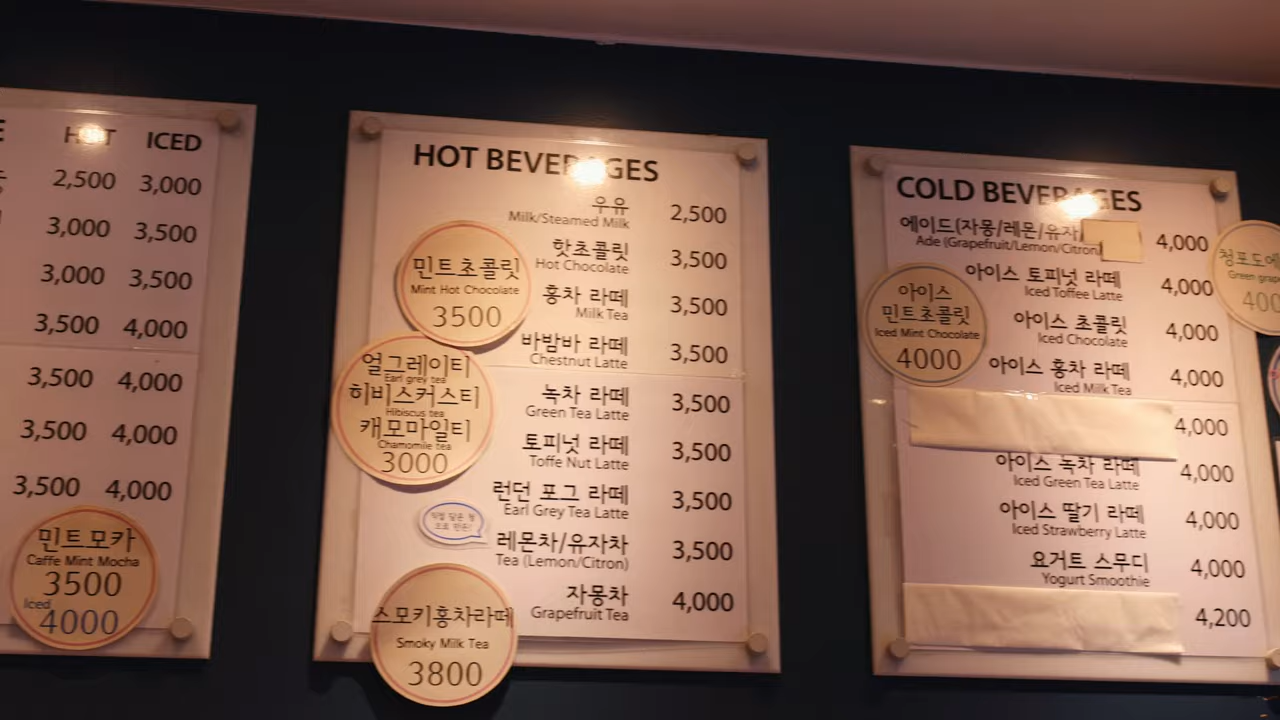 HOT ICED
2,500 3,000
3,000 3,500
3,000 3,500
3,500 4,000
3,500 4,000
3,500 4,000
3,500 4,000
민트모카
Caffe Mint Mocha
3500
Iced
4000
HOT BEVERAGES
우유 2,500
Milk/Steamed Milk
핫초콜릿 3,500
Hot Chocolate
홍차 라떼 3,500
Milk Tea
바밤바 라떼 3,500
Chestnut Latte
녹차 라떼 3,500
Green Tea Latte
토피넛 라떼 3,500
Toffe Nut Latte
런던 포그 라떼 3,500
Earl Grey Tea Latte
레몬차/유자차 3,500
Tea (Lemon/Citron)
자몽차 4,000
Grapefruit Tea
민트초콜릿
Mint Hot Chocolate
3500
얼그레이티
Earl grey tea
히비스커스티
Hibiscus tea
캐모마일티
Chamomile tea
3000
직접 담은 청
으로 만든!
스모키홍차라떼
Smoky Milk Tea
3800
COLD BEVERAGES
에이드(자몽/레몬/유자 4,000
Ade (Grapefruit/Lemon/Citron)
아이스 토피넛 라떼 4,000
Iced Toffee Latte
아이스 초콜릿 4,000
Iced Chocolate
아이스 홍차 라떼 4,000
Iced Milk Tea
4,000
아이스 녹차 라떼 4,000
Iced Green Tea Latte
아이스 딸기 라떼 4,000
Iced Strawberry Latte
요거트 스무디 4,000
Yogurt Smoothie
4,200
아이스
민트초콜릿
Iced Mint Chocolate
4000
청포도에
Green grap
400